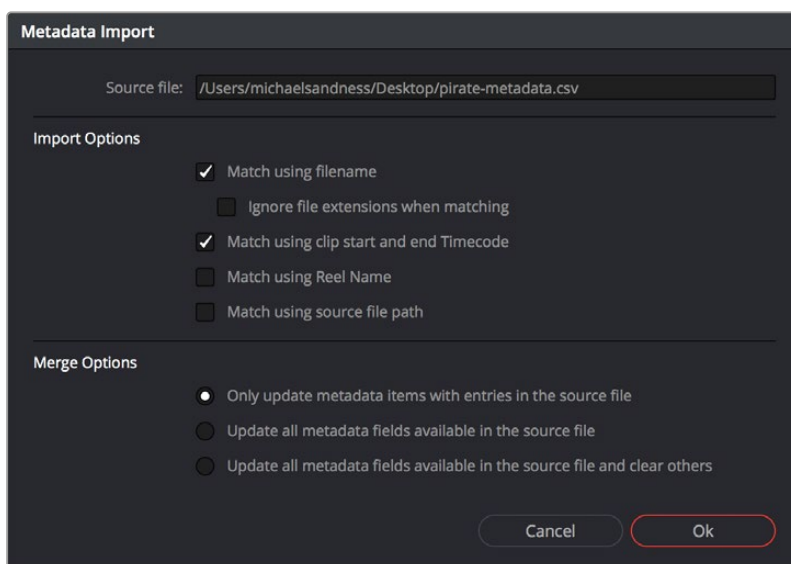 Metadata Import
Source file: /Users/michaelsandness/Desktop/pirate-metadata.csv
Import Options
Match using filename
Ignore file extensions when matching
Match using clip start and end Timecode
Match using Reel Name
Match using source file path
Merge Options
Only update metadata items with entries in the source file
Update all metadata fields available in the source file
Update all metadata fields available in the source file and clear others
Cancel Ok